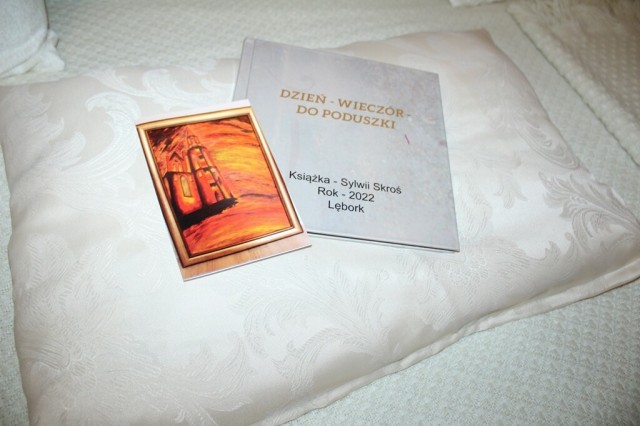 DZIEŃ - WIECZÓR -
DO PODUSZKI
Książka - Sylwii Skroś
Rok - 2022
Lębork